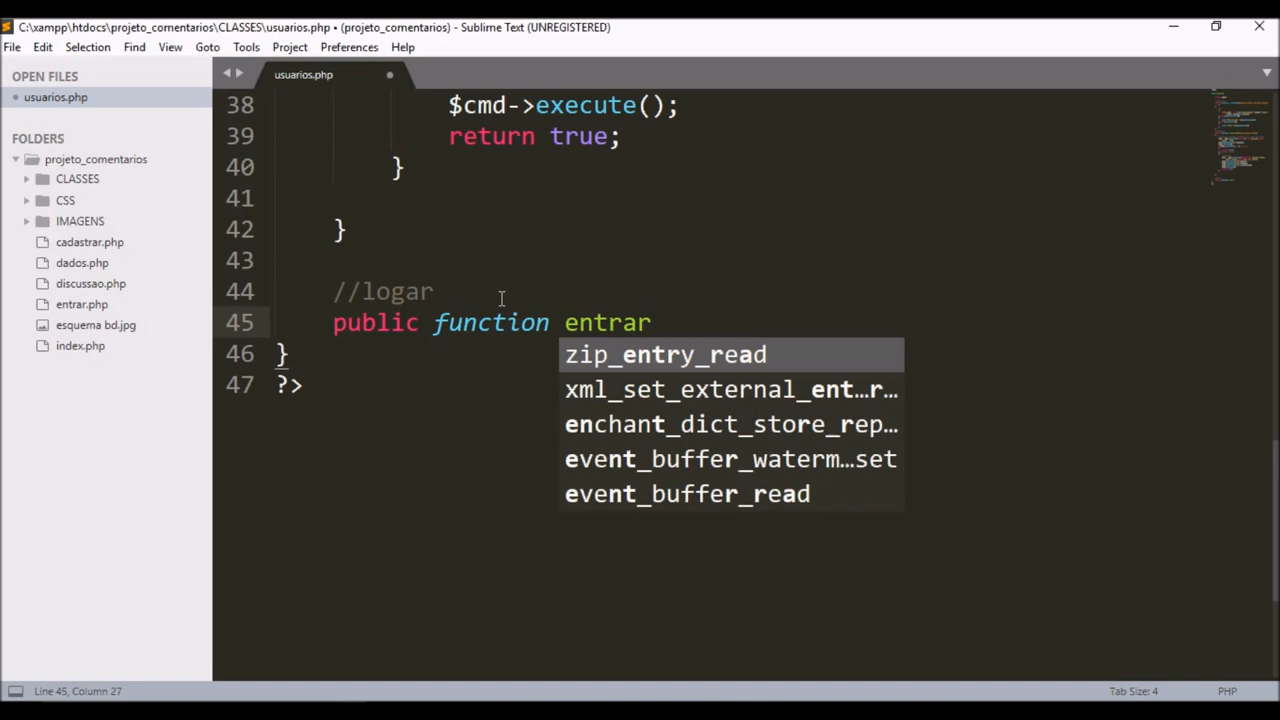 C:\xampp\htdocs\projeto_comentarios\CLASSES\usuarios.php • (projeto_comentarios) - Sublime Text (UNREGISTERED)
File Edit Selection Find View Goto Tools Project Preferences Help
OPEN FILES
usuarios.php
FOLDERS
projeto_comentarios
CLASSES
CSS
IMAGENS
cadastrar.php
dados.php
discussao.php
entrar.php
esquema bd.jpg
index.php
usuarios.php
38 $cmd->execute();
39 return true;
40 }
41
42 }
43
44 //logar
45 public function entrar
46 }
47 ?>
zip_entry_read
xml_set_external_ent…r…
enchant_dict_store_rep…
event_buffer_waterm…set
event_buffer_read
Line 45, Column 27
Tab Size: 4
PHP